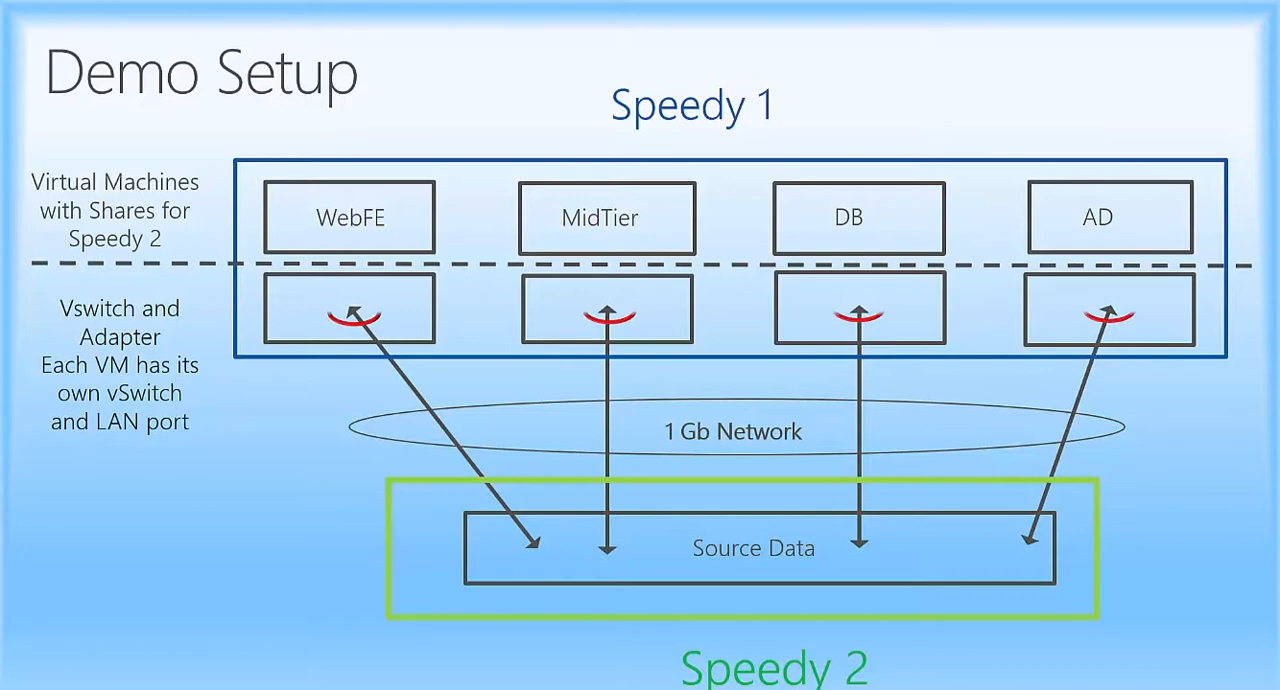 Demo Setup
Speedy 1
Virtual Machines
with Shares for
Speedy 2
WebFE
MidTier
DB
AD
Vswitch and
Adapter
Each VM has its
own vSwitch
and LAN port
1 Gb Network
Source Data
Speedy 2